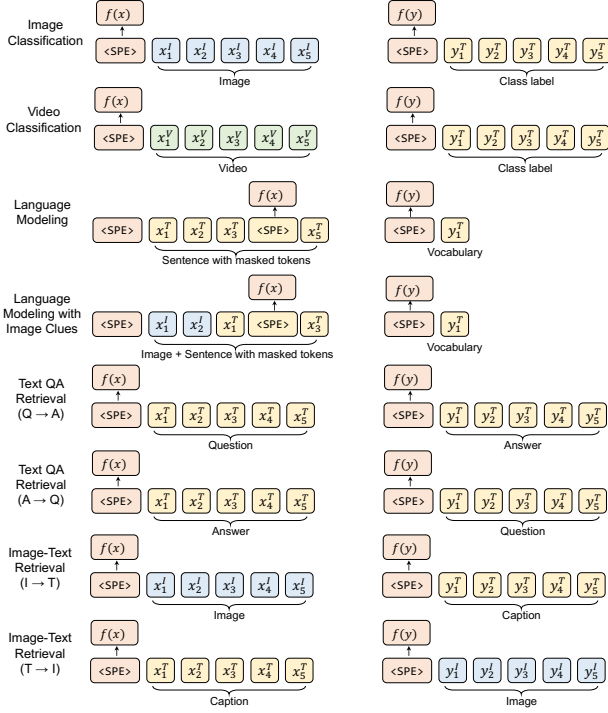 f(x) f(y)
Image
Classification
<SPE> x_1^I x_2^I x_3^I x_4^I x_5^I <SPE> y_1^T y_2^T y_3^T y_4^T y_5^T
Image Class label
f(x) f(y)
Video
Classification
<SPE> x_1^V x_2^V x_3^V x_4^V x_5^V <SPE> y_1^T y_2^T y_3^T y_4^T y_5^T
Video Class label
f(x) f(y)
Language
Modeling
<SPE> x_1^T x_2^T x_3^T <SPE> x_5^T <SPE> y_1^T
Sentence with masked tokens Vocabulary
f(x) f(y)
Language
Modeling with
Image Clues
<SPE> x_1^I x_2^I x_1^T <SPE> x_3^T <SPE> y_1^T
Image + Sentence with masked tokens Vocabulary
f(x) f(y)
Text QA
Retrieval
(Q → A)
<SPE> x_1^T x_2^T x_3^T x_4^T x_5^T <SPE> y_1^T y_2^T y_3^T y_4^T y_5^T
Question Answer
f(x) f(y)
Text QA
Retrieval
(A → Q)
<SPE> x_1^T x_2^T x_3^T x_4^T x_5^T <SPE> y_1^T y_2^T y_3^T y_4^T y_5^T
Answer Question
f(x) f(y)
Image-Text
Retrieval
(I → T)
<SPE> x_1^I x_2^I x_3^I x_4^I x_5^I <SPE> y_1^T y_2^T y_3^T y_4^T y_5^T
Image Caption
f(x) f(y)
Image-Text
Retrieval
(T → I)
<SPE> x_1^T x_2^T x_3^T x_4^T x_5^T <SPE> y_1^I y_2^I y_3^I y_4^I y_5^I
Caption Image